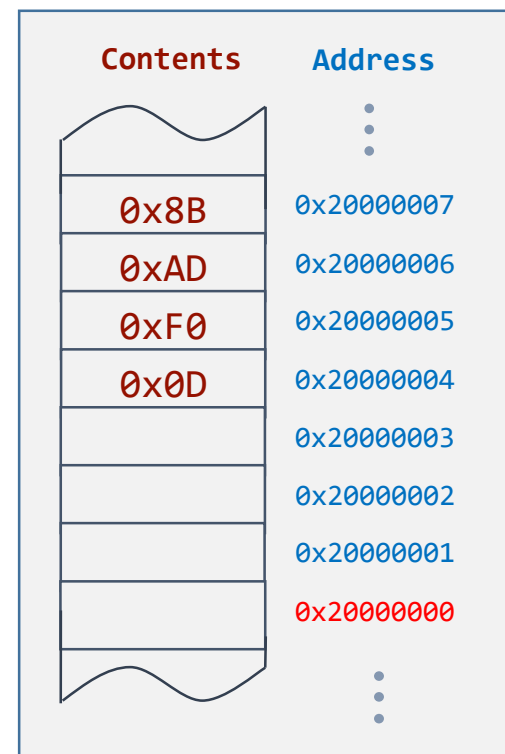 Contents Address
0x8B 0x20000007
0xAD 0x20000006
0xF0 0x20000005
0x0D 0x20000004
0x20000003
0x20000002
0x20000001
0x20000000